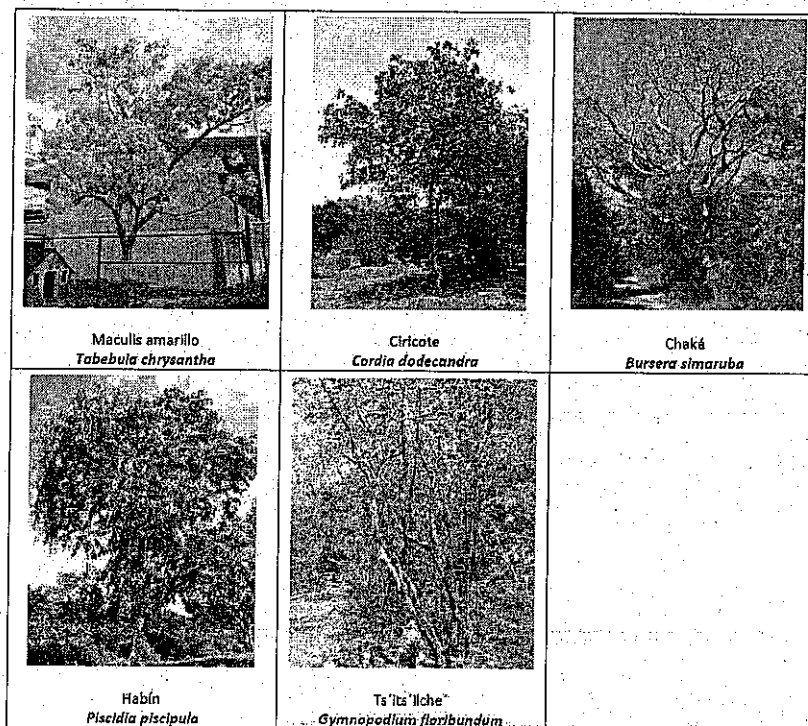 Maculis amarillo
Tabebuia chrysantha
Ciricote
Cordia dodecandra
Chaká
Bursera simaruba
Habín
Piscidia piscipula
Ts'its'ilche"
Gymnopodium floribundum